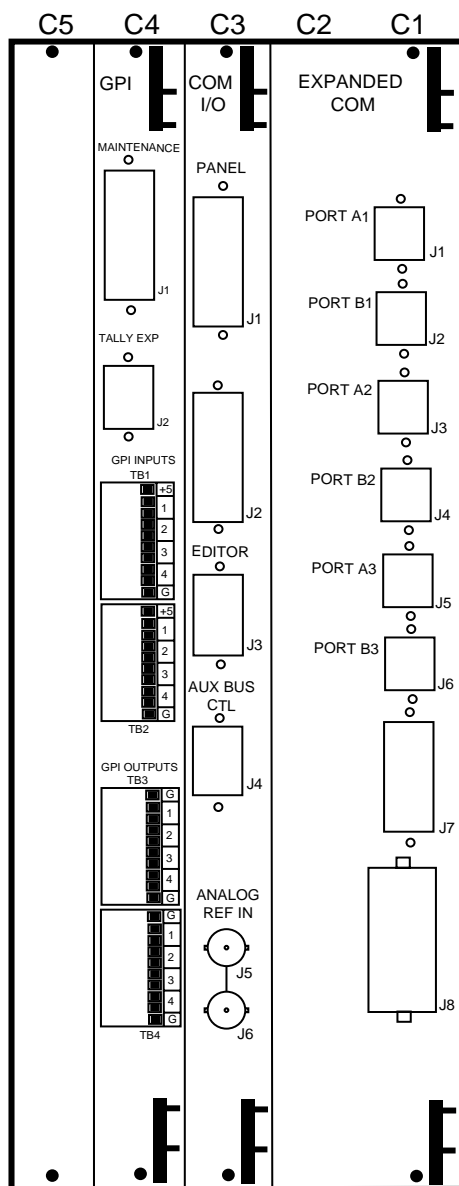 C5 C4 C3 C2 C1
GPI
MAINTENANCE
J1
TALLY EXP
J2
GPI INPUTS
TB1
+5
1
2
3
4
G
+5
1
2
3
4
G
TB2
GPI OUTPUTS
TB3
G
1
2
3
4
G
G
1
2
3
4
G
TB4
COM
I/O
PANEL
J1
J2
EDITOR
J3
AUX BUS
CTL
J4
ANALOG
REF IN
J5
J6
EXPANDED
COM
PORT A1
J1
PORT B1
J2
PORT A2
J3
PORT B2
J4
PORT A3
J5
PORT B3
J6
J7
J8